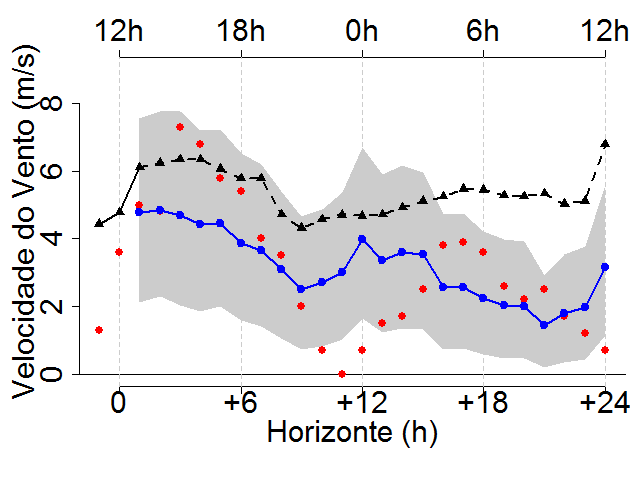 12h 18h 0h 6h 12h
Velocidade do Vento (m/s)
8
6
4
2
0
0 +6 +12 +18 +24
Horizonte (h)